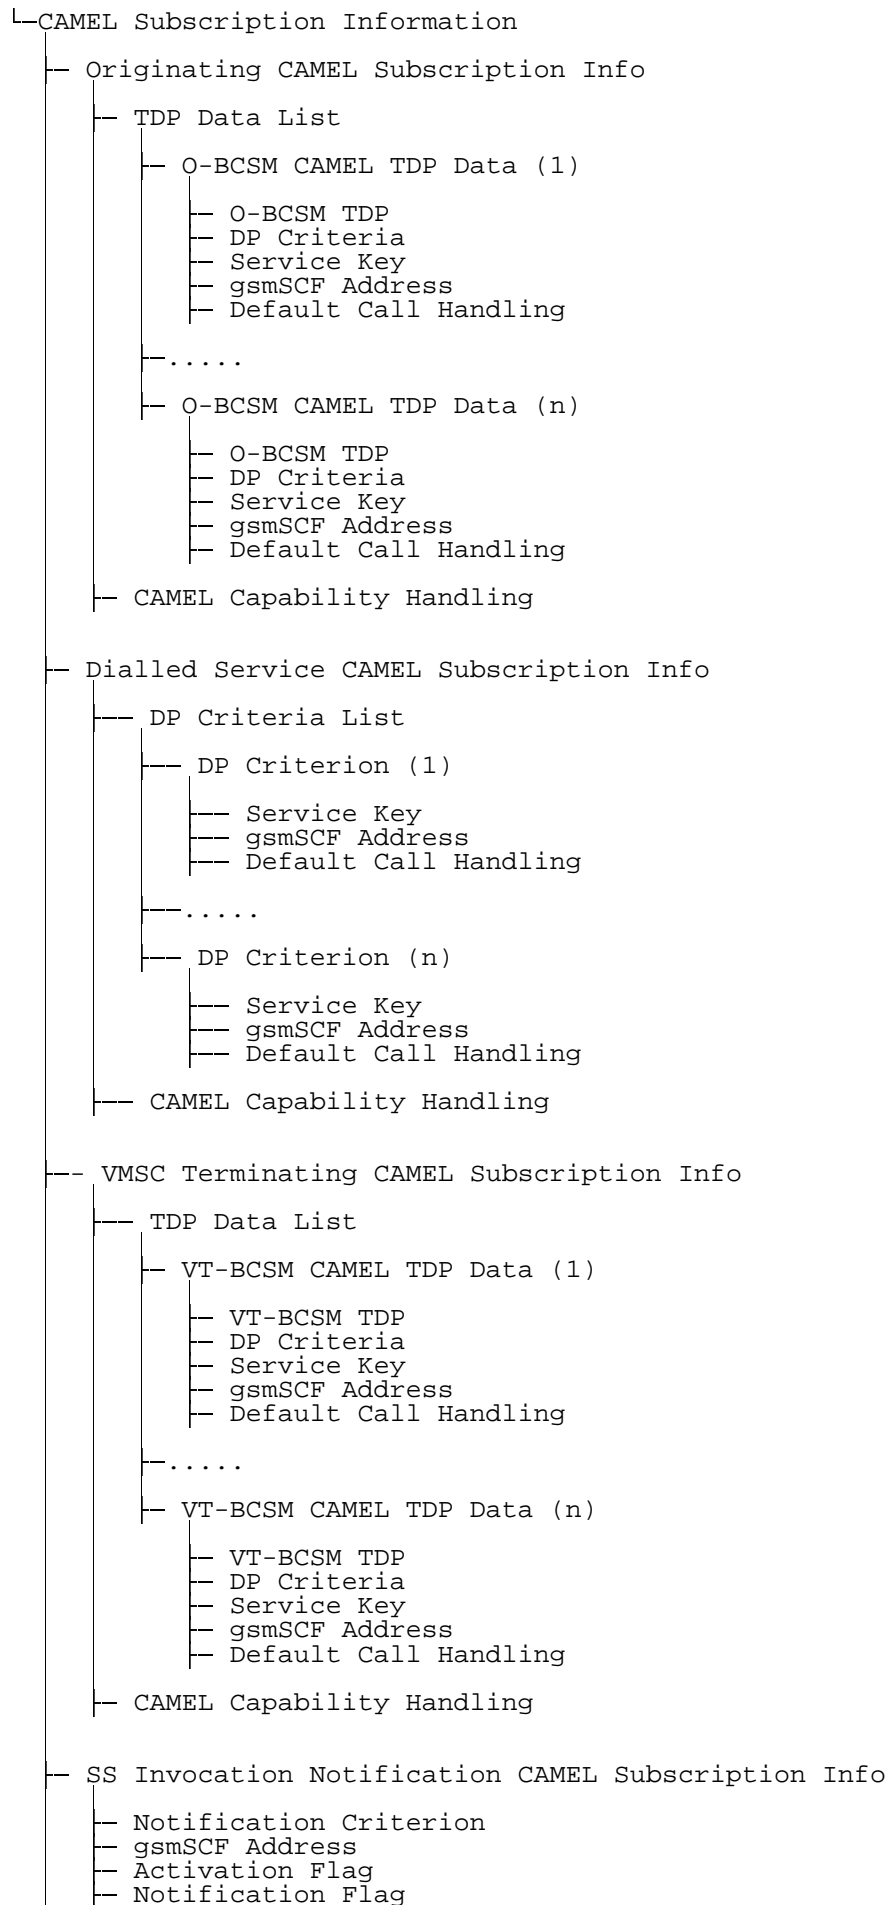 CAMEL Subscription Information
Originating CAMEL Subscription Info
TDP Data List
O-BCSM CAMEL TDP Data (1)
O-BCSM TDP
DP Criteria
Service Key
gsmSCF Address
Default Call Handling
.....
O-BCSM CAMEL TDP Data (n)
O-BCSM TDP
DP Criteria
Service Key
gsmSCF Address
Default Call Handling
CAMEL Capability Handling
Dialled Service CAMEL Subscription Info
DP Criteria List
DP Criterion (1)
Service Key
gsmSCF Address
Default Call Handling
.....
DP Criterion (n)
Service Key
gsmSCF Address
Default Call Handling
CAMEL Capability Handling
VMSC Terminating CAMEL Subscription Info
TDP Data List
VT-BCSM CAMEL TDP Data (1)
VT-BCSM TDP
DP Criteria
Service Key
gsmSCF Address
Default Call Handling
.....
VT-BCSM CAMEL TDP Data (n)
VT-BCSM TDP
DP Criteria
Service Key
gsmSCF Address
Default Call Handling
CAMEL Capability Handling
SS Invocation Notification CAMEL Subscription Info
Notification Criterion
gsmSCF Address
Activation Flag
Notification Flag